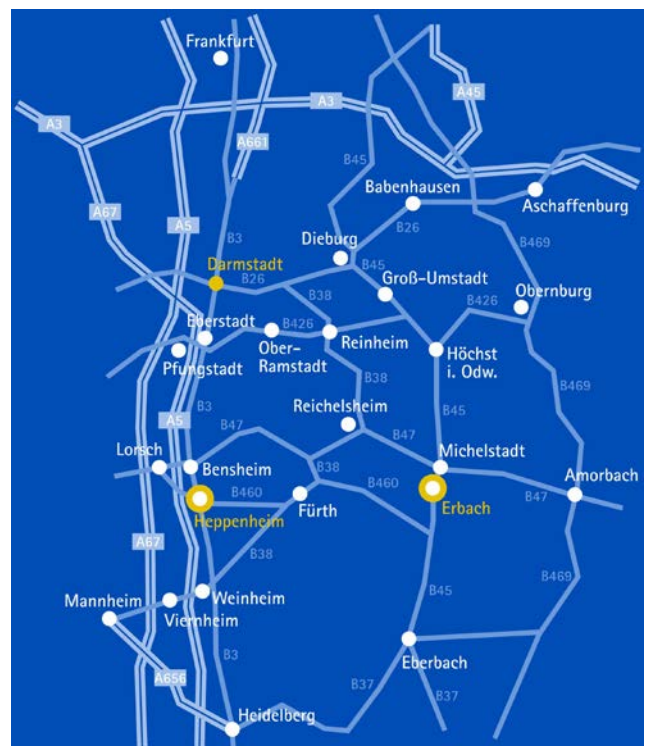 Frankfurt
A45
A3
A3
A661
B45
Babenhausen
Aschaffenburg
A67
A5
B3
Dieburg
B26
B469
Darmstadt
B26
B45
Groß-Umstadt
B38
Obernburg
B426
Eberstadt
B426
Ober-
Ramstadt
Reinheim
Höchst
i. Odw.
Pfungstadt
B469
B38
B3
Reichelsheim
B45
A5
B47
B47
Lorsch
Bensheim
B38
Michelstadt
B460
B460
Amorbach
B47
Heppenheim
Fürth
Erbach
A67
B38
B469
Mannheim
Weinheim
B45
Viernheim
B3
Eberbach
A656
B37
B37
Heidelberg